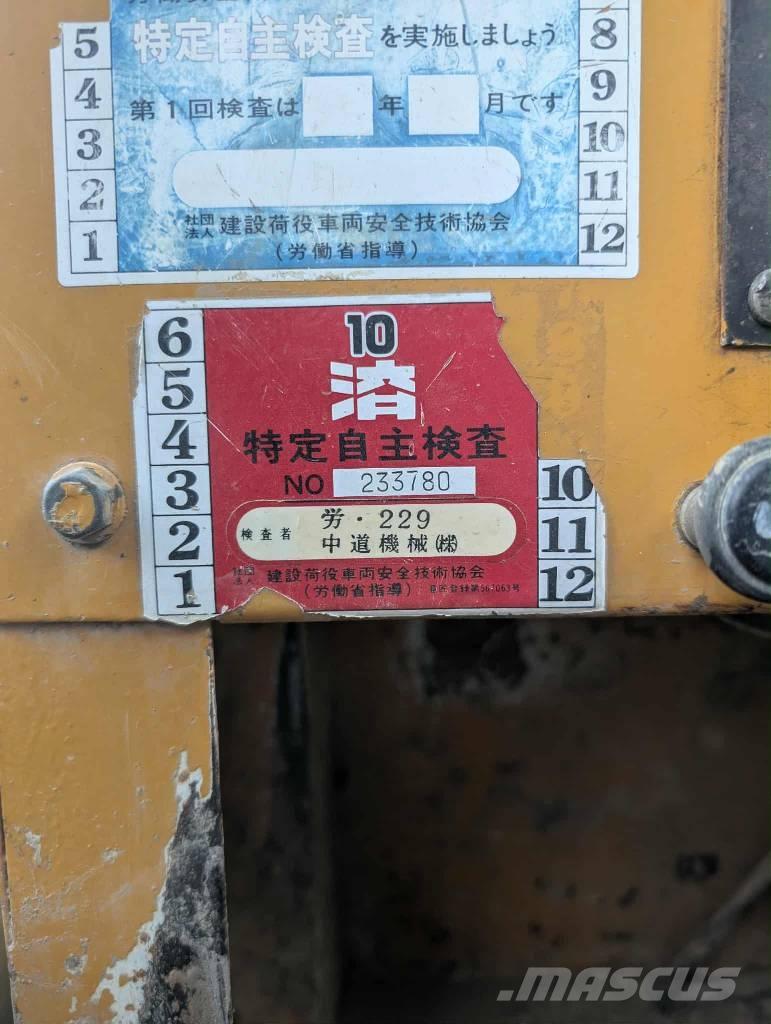 特定自主検査を実施しましょう
第1回検査は 年 月です
社団法人 建設荷役車両安全技術協会
(労働省指導)
5
4
3
2
1
8
9
10
11
12
10
済
特定自主検査
NO 233780
検査者 労・229
中道機械㈱
社団法人 建設荷役車両安全技術協会
(労働省指導)
6
5
4
3
2
1
10
11
12
MASCUS